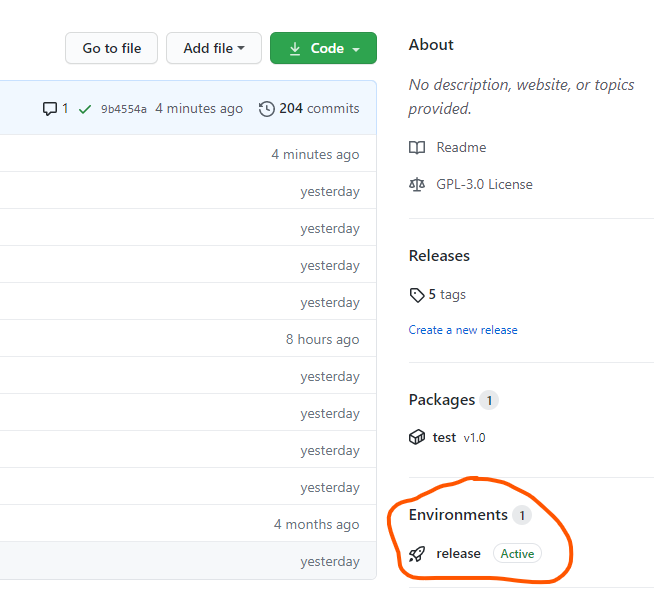 Go to file Add file Code
1 9b4554a 4 minutes ago 204 commits
4 minutes ago
yesterday
yesterday
yesterday
yesterday
8 hours ago
yesterday
yesterday
yesterday
yesterday
4 months ago
yesterday
About
No description, website, or topics
provided.
Readme
GPL-3.0 License
Releases
5 tags
Create a new release
Packages 1
test v1.0
Environments 1
release Active